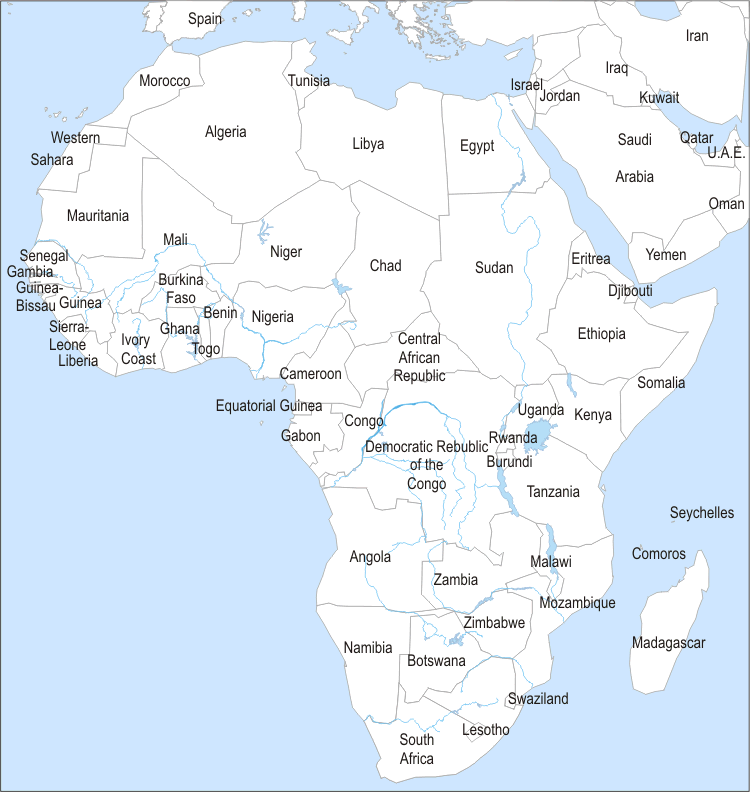 Spain
Iran
Morocco
Tunisia
Israel
Iraq
Jordan
Kuwait
Western
Sahara
Algeria
Libya
Egypt
Saudi
Arabia
Qatar
U.A.E.
Oman
Mauritania
Mali
Niger
Chad
Sudan
Eritrea
Yemen
Djibouti
Senegal
Gambia
Guinea-
Bissau
Guinea
Burkina
Faso
Benin
Nigeria
Ethiopia
Sierra-
Leone
Liberia
Ivory
Coast
Ghana
Togo
Central
African
Republic
Cameroon
Somalia
Equatorial Guinea
Congo
Uganda
Kenya
Gabon
Democratic Republic
of the
Congo
Rwanda
Burundi
Tanzania
Seychelles
Angola
Zambia
Malawi
Comoros
Mozambique
Zimbabwe
Namibia
Botswana
Madagascar
Swaziland
Lesotho
South
Africa